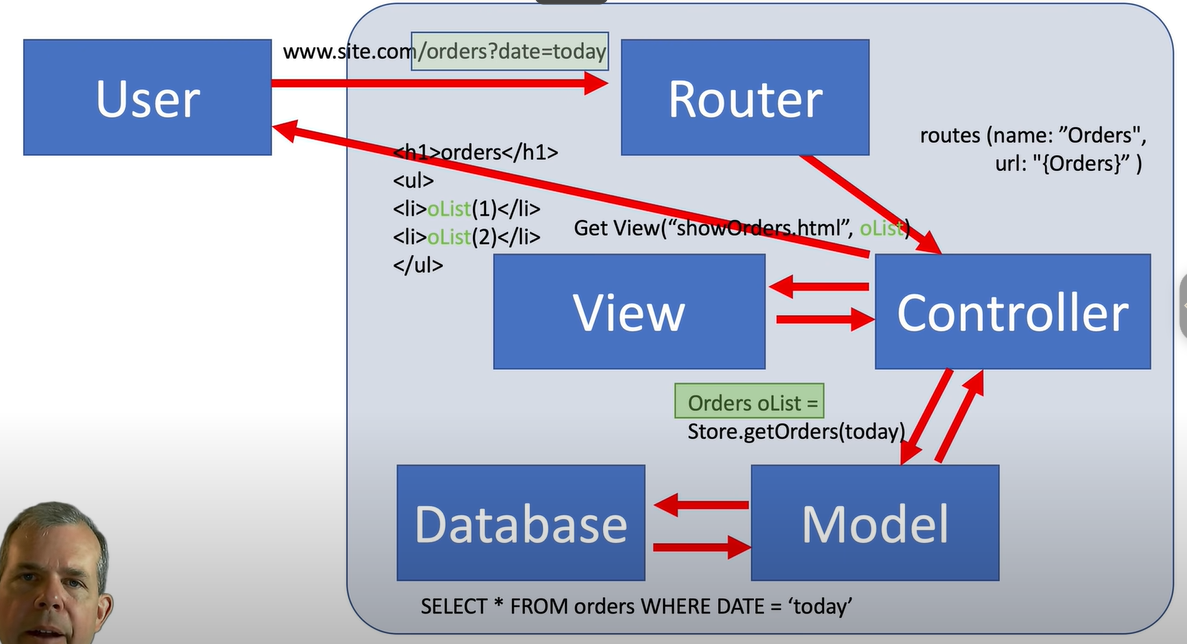 www.site.com/orders?date=today
User
Router
routes (name: ”Orders",
url: "{Orders}” )
<h1>orders</h1>
<ul>
<li>oList(1)</li>
<li>oList(2)</li>
</ul>
Get View(“showOrders.html”, oList)
View
Controller
Orders oList =
Store.getOrders(today)
Database
Model
SELECT * FROM orders WHERE DATE = ‘today’